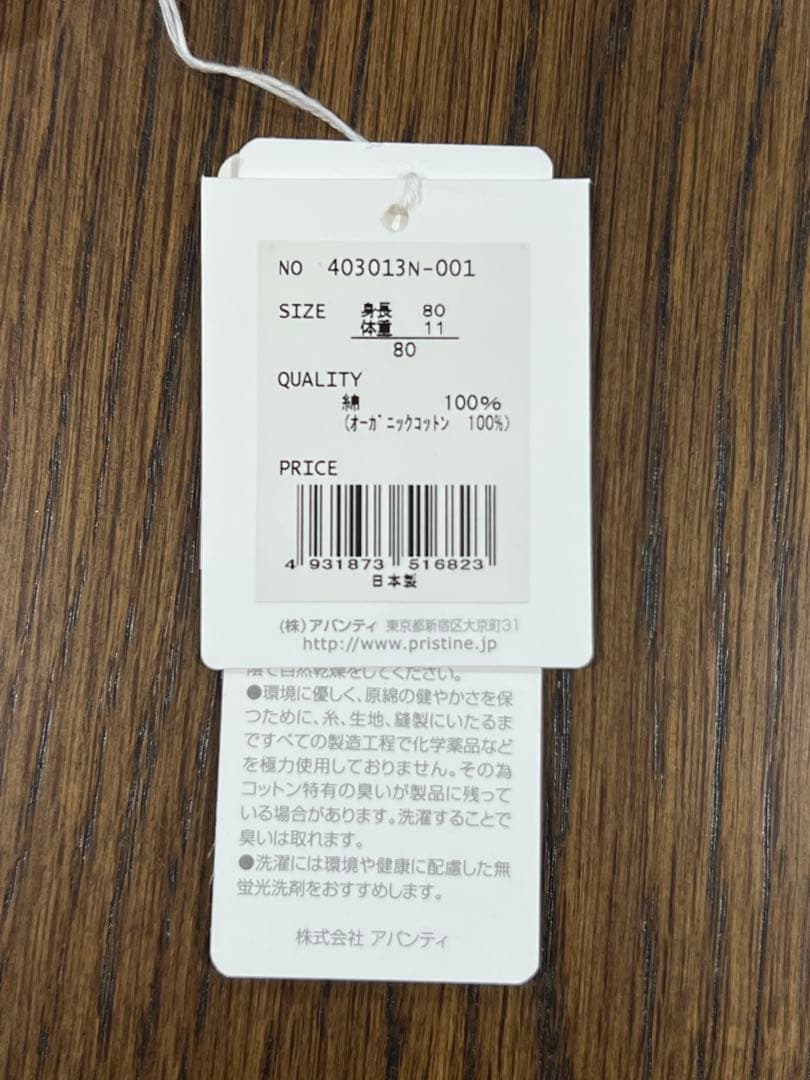 NO 403013N-001
SIZE 身長 80
体重 11
80
QUALITY
綿 100%
(オーガニックコットン 100%)
PRICE
4 931873 516823
日本製
(株)アバンティ 東京都新宿区大京町31
http://www.pristine.jp
陰で自然乾燥をしてください。
●環境に優しく、原綿の健やかさを保
つために、糸、生地、縫製にいたるま
ですべての製造工程で化学薬品など
を極力使用しておりません。その為
コットン特有の臭いが製品に残って
いる場合があります。洗濯することで
臭いは取れます。
●洗濯には環境や健康に配慮した無
蛍光洗剤をおすすめします。
株式会社 アバンティ